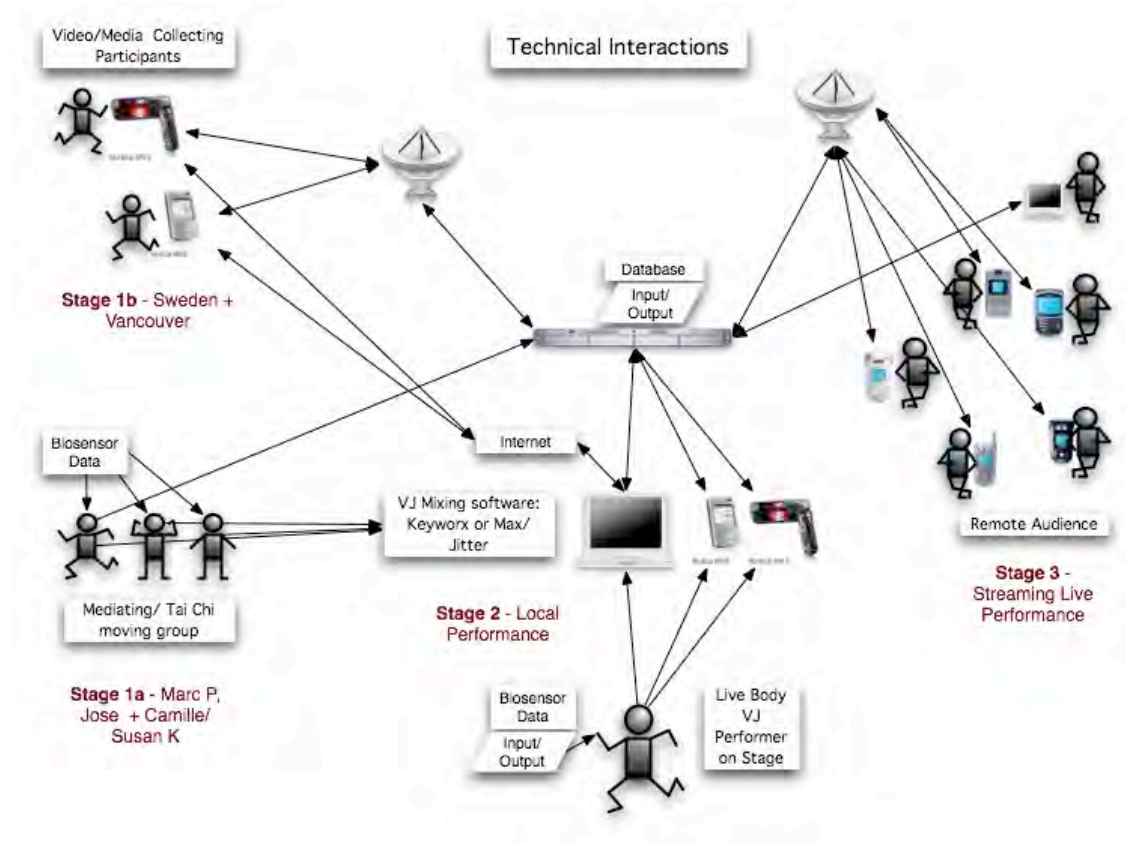 Video/Media Collecting
Participants
Technical Interactions
Stage 1b - Sweden +
Vancouver
Database
Input/
Output
Biosensor
Data
Internet
VJ Mixing software:
Keyworx or Max/
Jitter
Remote Audience
Mediating/ Tai Chi
moving group
Stage 2 - Local
Performance
Stage 3 -
Streaming Live
Performance
Stage 1a - Marc P,
Jose + Camille/
Susan K
Biosensor
Data
Input/
Output
Live Body
VJ
Performer
on Stage